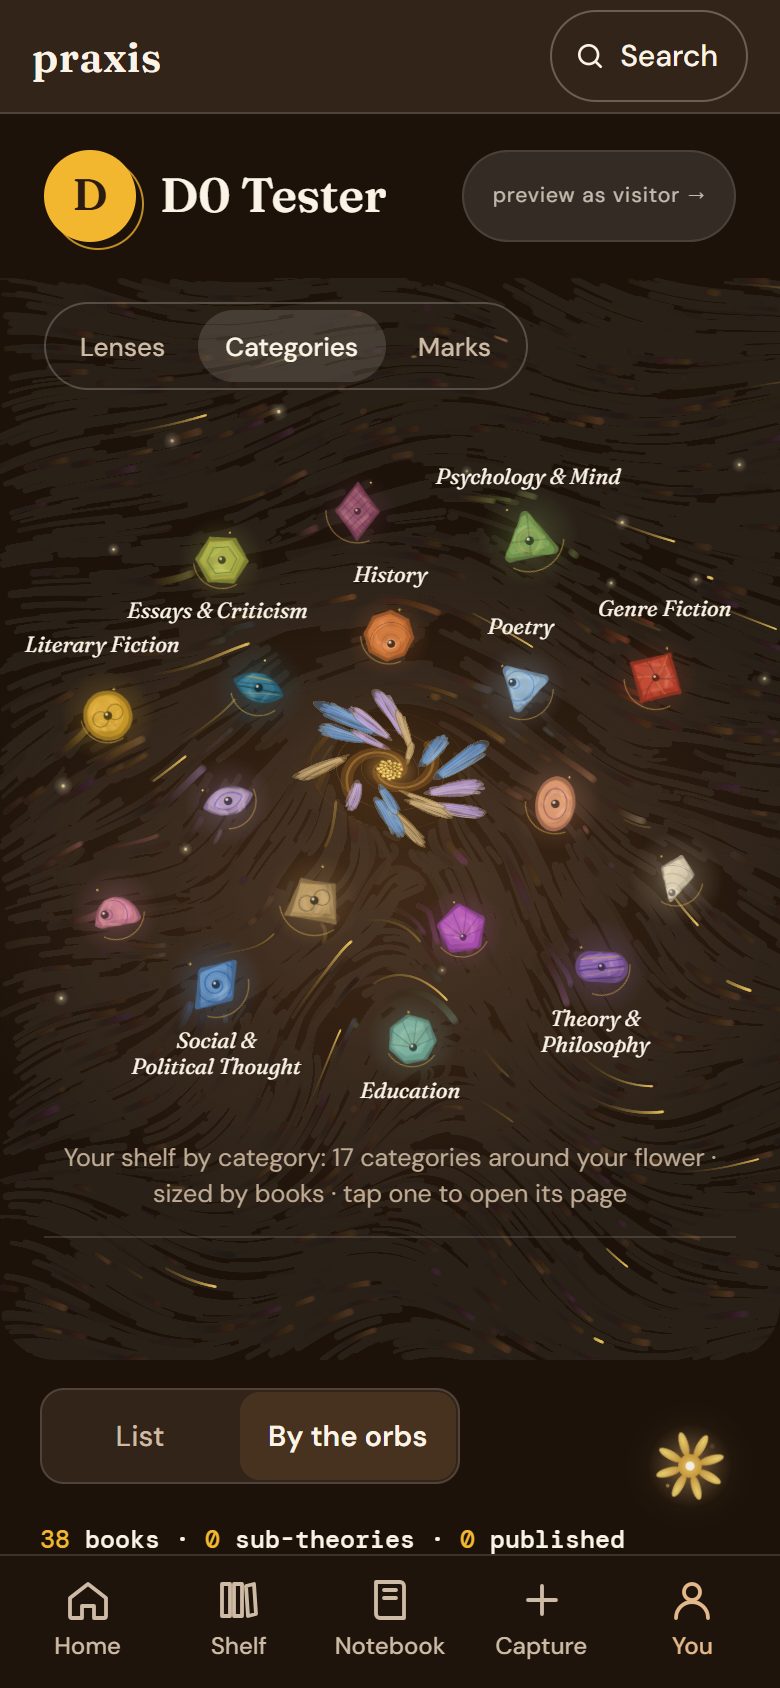 praxis
Search
D
D0 Tester
preview as visitor →
Lenses
Categories
Marks
Psychology & Mind
History
Essays & Criticism
Genre Fiction
Poetry
Literary Fiction
Social &
Political Thought
Theory &
Philosophy
Education
Your shelf by category: 17 categories around your flower ·
sized by books · tap one to open its page
List
By the orbs
38 books · 0 sub-theories · 0 published
Home
Shelf
Notebook
Capture
You